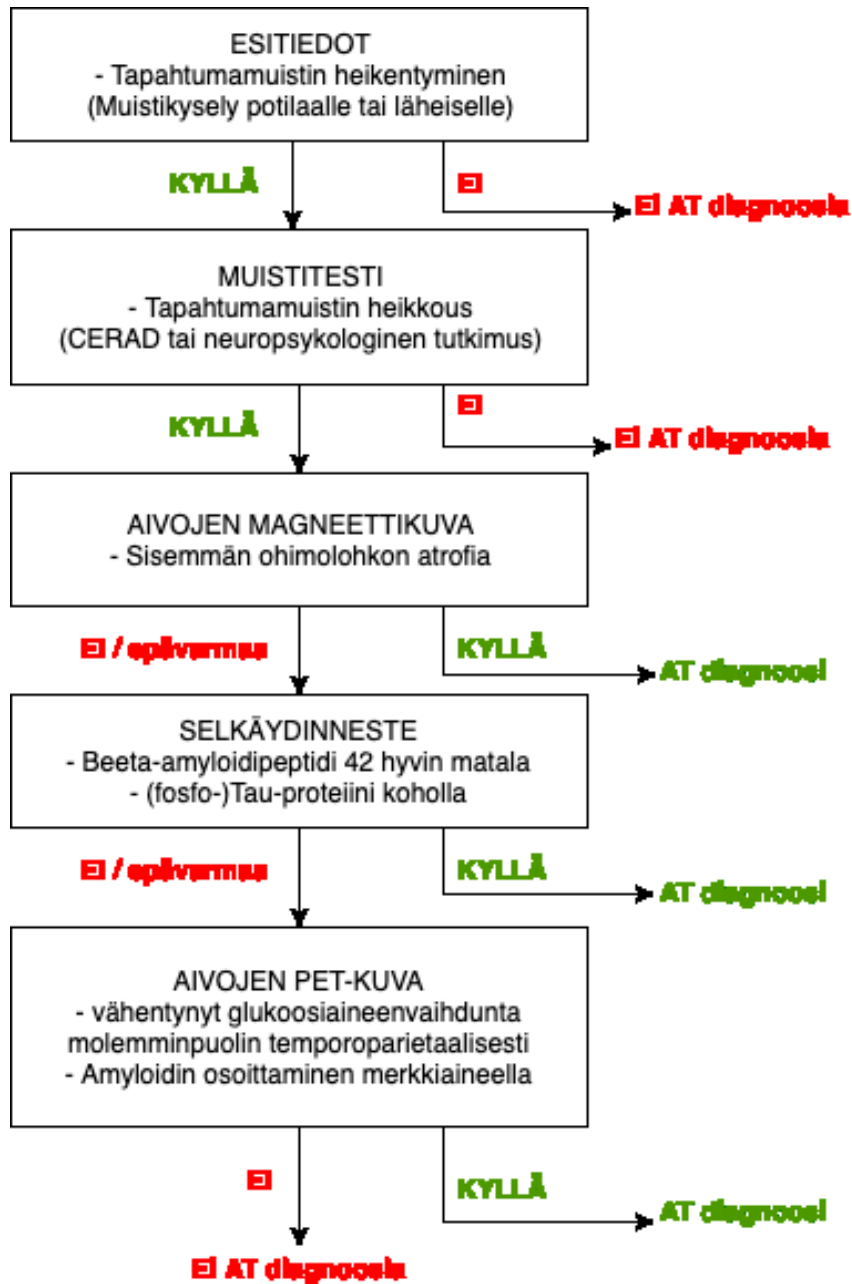 ESITIEDOT
- Tapahtumamuistin heikentyminen
(Muistikysely potilaalle tai läheiselle)
KYLLÄ
EI
EI AT diagnoosia
MUISTITESTI
- Tapahtumamuistin heikkous
(CERAD tai neuropsykologinen tutkimus)
KYLLÄ
EI
EI AT diagnoosia
AIVOJEN MAGNEETTIKUVA
- Sisemmän ohimolohkon atrofia
EI / epävarmaa
KYLLÄ
AT diagnoosi
SELKÄYDINNESTE
- Beeta-amyloidipeptidi 42 hyvin matala
- (fosfo-)Tau-proteiini koholla
EI / epävarmaa
KYLLÄ
AT diagnoosi
AIVOJEN PET-KUVA
- vähentynyt glukoosiaineenvaihdunta
molemminpuolin temporoparietaalisesti
- Amyloidin osoittaminen merkkiaineella
EI
KYLLÄ
AT diagnoosi
EI AT diagnoosia